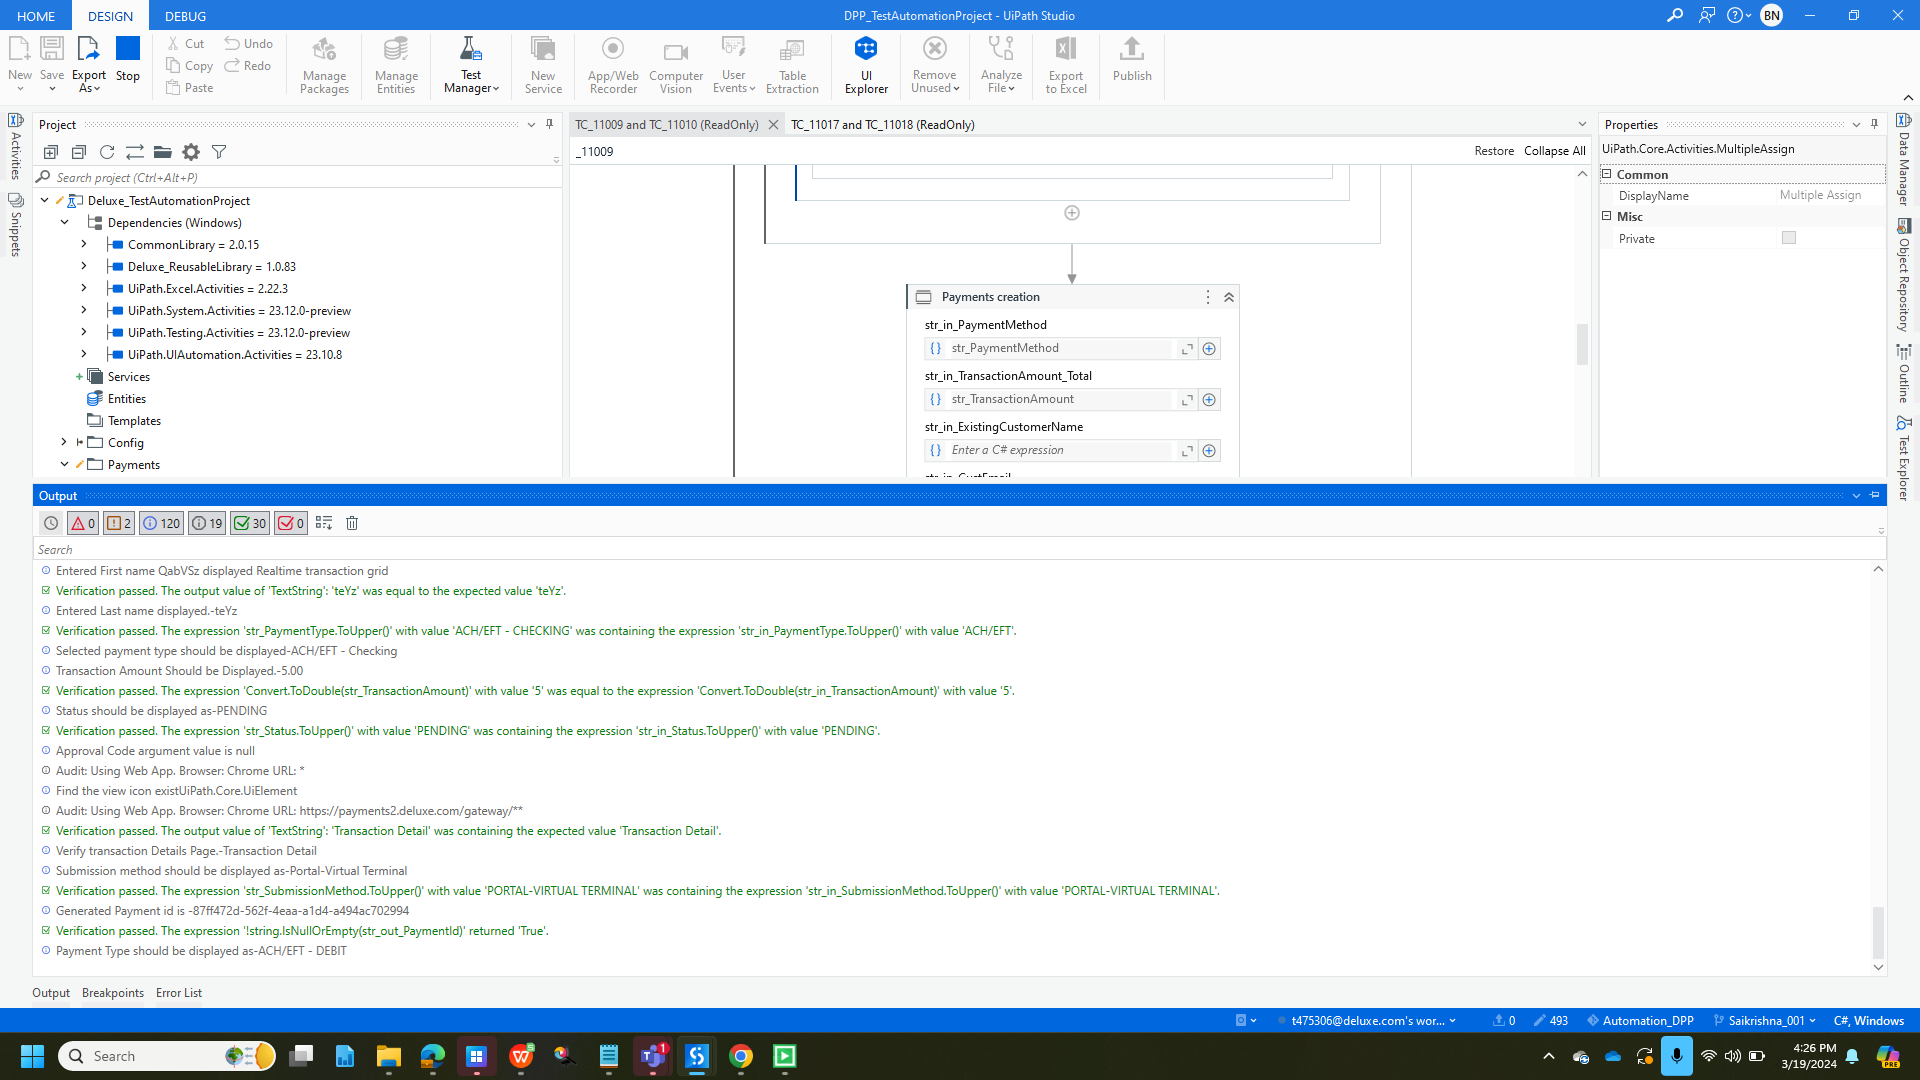 HOME
DESIGN
DEBUG
DPP_TestAutomationProject - UiPath Studio
BN
New
Save
Export As
Stop
Cut
Copy
Paste
Undo
Redo
Manage Packages
Manage Entities
Test Manager
New Service
App/Web Recorder
Computer Vision
User Events
Table Extraction
UI Explorer
Remove Unused
Analyze File
Export to Excel
Publish
Activities
Snippets
Project
Search project (Ctrl+Alt+P)
Deluxe_TestAutomationProject
Dependencies (Windows)
CommonLibrary = 2.0.15
Deluxe_ReusableLibrary = 1.0.83
UiPath.Excel.Activities = 2.22.3
UiPath.System.Activities = 23.12.0-preview
UiPath.Testing.Activities = 23.12.0-preview
UiPath.UIAutomation.Activities = 23.10.8
Services
Entities
Templates
Config
Payments
TC_11009 and TC_11010 (ReadOnly)
TC_11017 and TC_11018 (ReadOnly)
_11009
Restore
Collapse All
Payments creation
str_in_PaymentMethod
str_PaymentMethod
str_in_TransactionAmount_Total
str_TransactionAmount
str_in_ExistingCustomerName
Enter a C# expression
str_in_CustEmail
Properties
UiPath.Core.Activities.MultipleAssign
Common
DisplayName
Multiple Assign
Misc
Private
Data Manager
Object Repository
Outline
Test Explorer
Output
0
2
120
19
30
0
Search
Entered First name QabVSz displayed Realtime transaction grid
Verification passed. The output value of 'TextString': 'teYz' was equal to the expected value 'teYz'.
Entered Last name displayed.-teYz
Verification passed. The expression 'str_PaymentType.ToUpper()' with value 'ACH/EFT - CHECKING' was containing the expression 'str_in_PaymentType.ToUpper()' with value 'ACH/EFT'.
Selected payment type should be displayed-ACH/EFT - Checking
Transaction Amount Should be Displayed.-5.00
Verification passed. The expression 'Convert.ToDouble(str_TransactionAmount)' with value '5' was equal to the expression 'Convert.ToDouble(str_in_TransactionAmount)' with value '5'.
Status should be displayed as-PENDING
Verification passed. The expression 'str_Status.ToUpper()' with value 'PENDING' was containing the expression 'str_in_Status.ToUpper()' with value 'PENDING'.
Approval Code argument value is null
Audit: Using Web App. Browser: Chrome URL: *
Find the view icon existUiPath.Core.UiElement
Audit: Using Web App. Browser: Chrome URL: https://payments2.deluxe.com/gateway/**
Verification passed. The output value of 'TextString': 'Transaction Detail' was containing the expected value 'Transaction Detail'.
Verify transaction Details Page.-Transaction Detail
Submission method should be displayed as-Portal-Virtual Terminal
Verification passed. The expression 'str_SubmissionMethod.ToUpper()' with value 'PORTAL-VIRTUAL TERMINAL' was containing the expression 'str_in_SubmissionMethod.ToUpper()' with value 'PORTAL-VIRTUAL TERMINAL'.
Generated Payment id is -87ff472d-562f-4eaa-a1d4-a494ac702994
Verification passed. The expression '!string.IsNullOrEmpty(str_out_PaymentId)' returned 'True'.
Payment Type should be displayed as-ACH/EFT - DEBIT
Output
Breakpoints
Error List
t475306@deluxe.com's wor...
0
493
Automation_DPP
Saikrishna_001
C#, Windows
Search
1
4:26 PM
3/19/2024
PRE